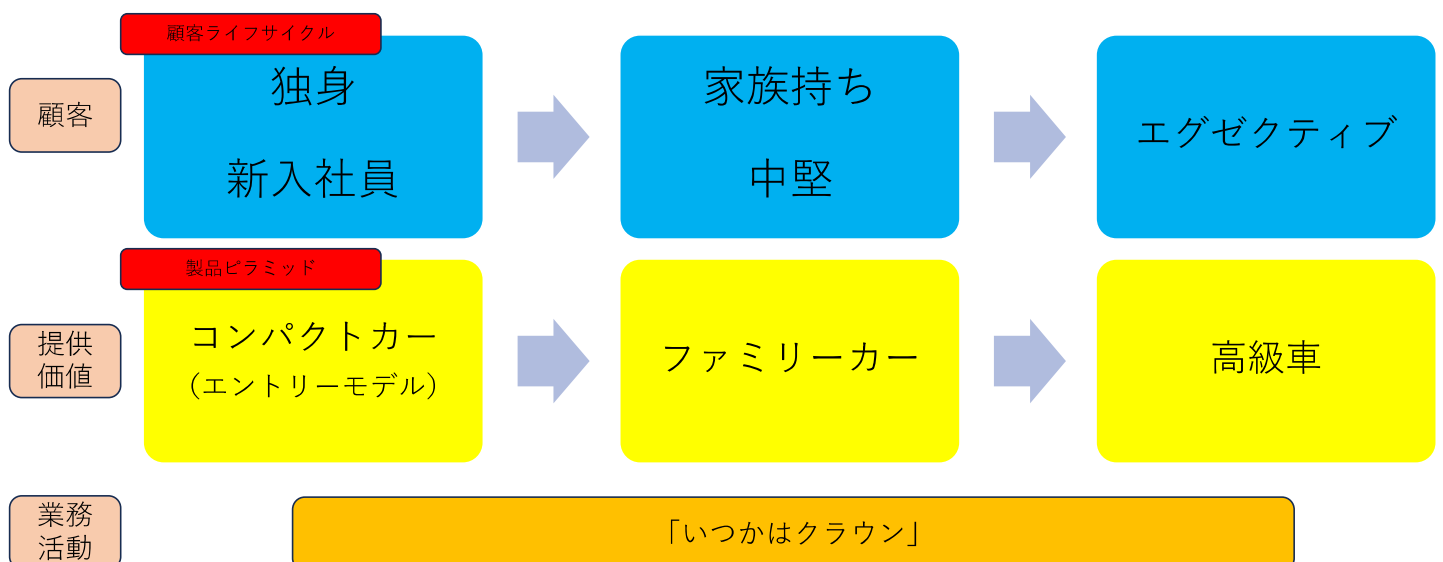 顧客ライフサイクル
顧客
独身
新入社員
家族持ち
中堅
エグゼクティブ
製品ピラミッド
提供
価値
コンパクトカー
（エントリーモデル）
ファミリーカー
高級車
業務
活動
「いつかはクラウン」